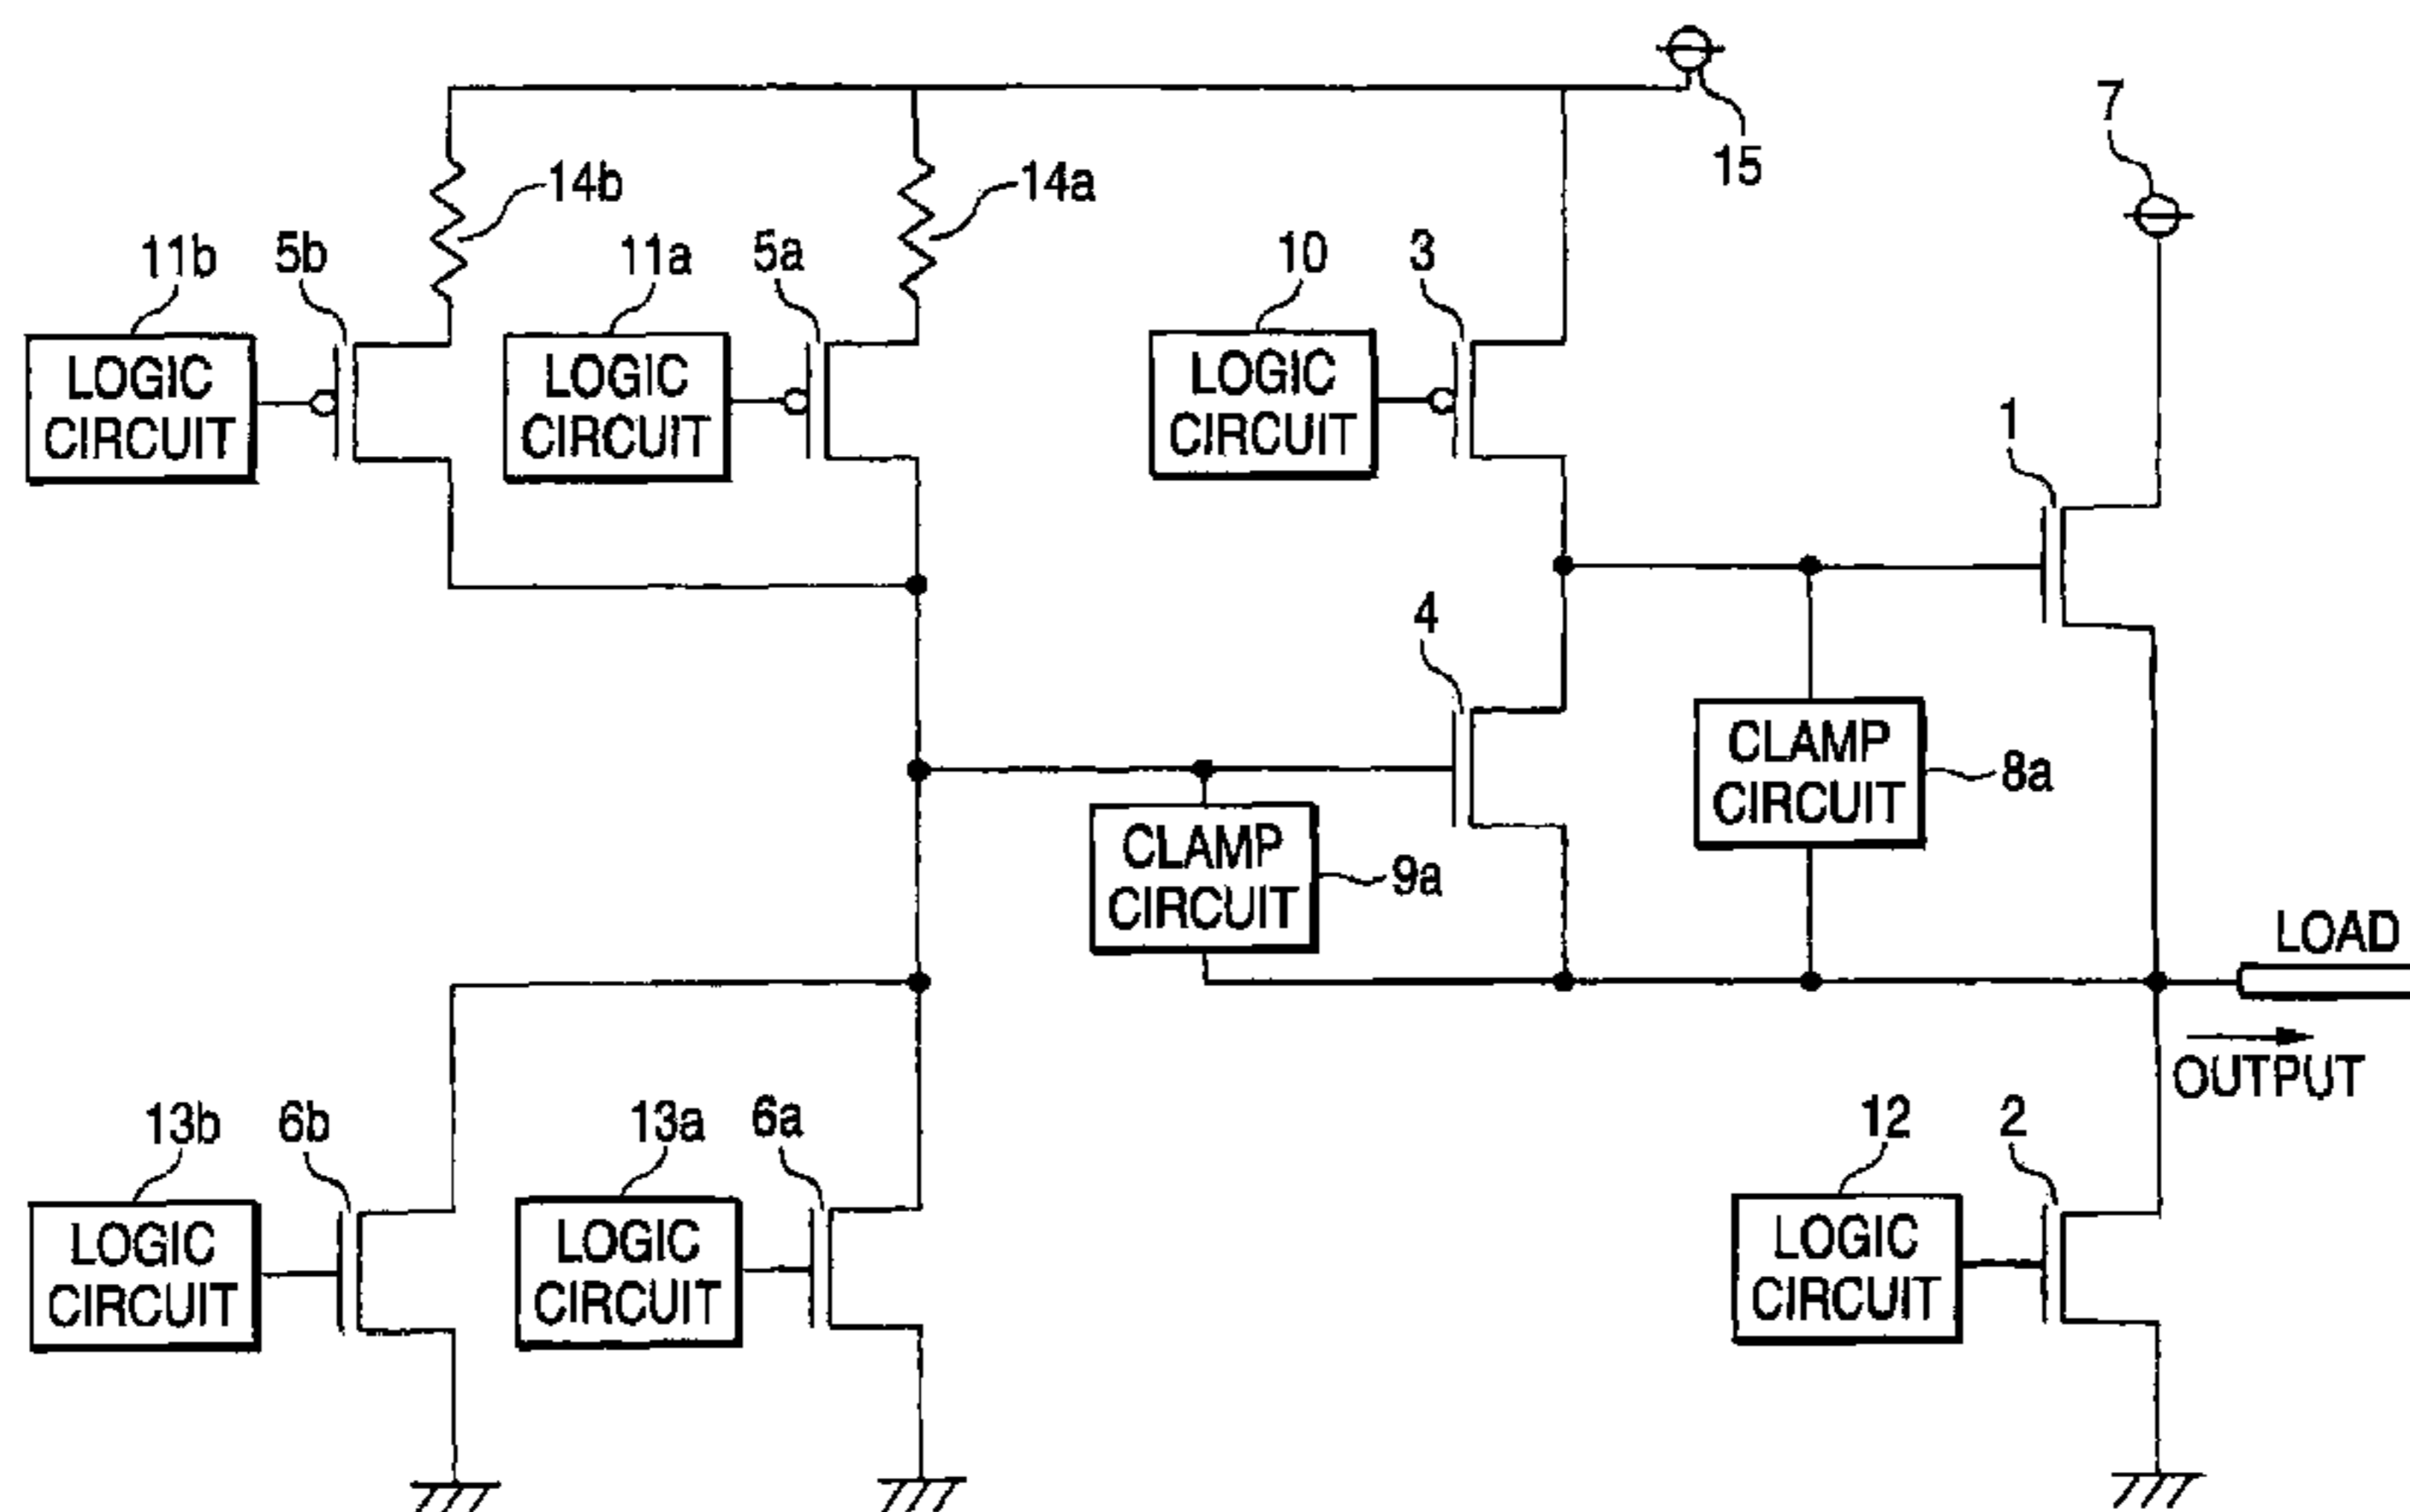 15
7
14b
14a
11b
5b
11a
5a
10
3
LOGIC
CIRCUIT
LOGIC
CIRCUIT
LOGIC
CIRCUIT
1
4
CLAMP
CIRCUIT
8a
CLAMP
CIRCUIT
9a
LOAD
OUTPUT
13b
6b
13a
6a
12
2
LOGIC
CIRCUIT
LOGIC
CIRCUIT
LOGIC
CIRCUIT